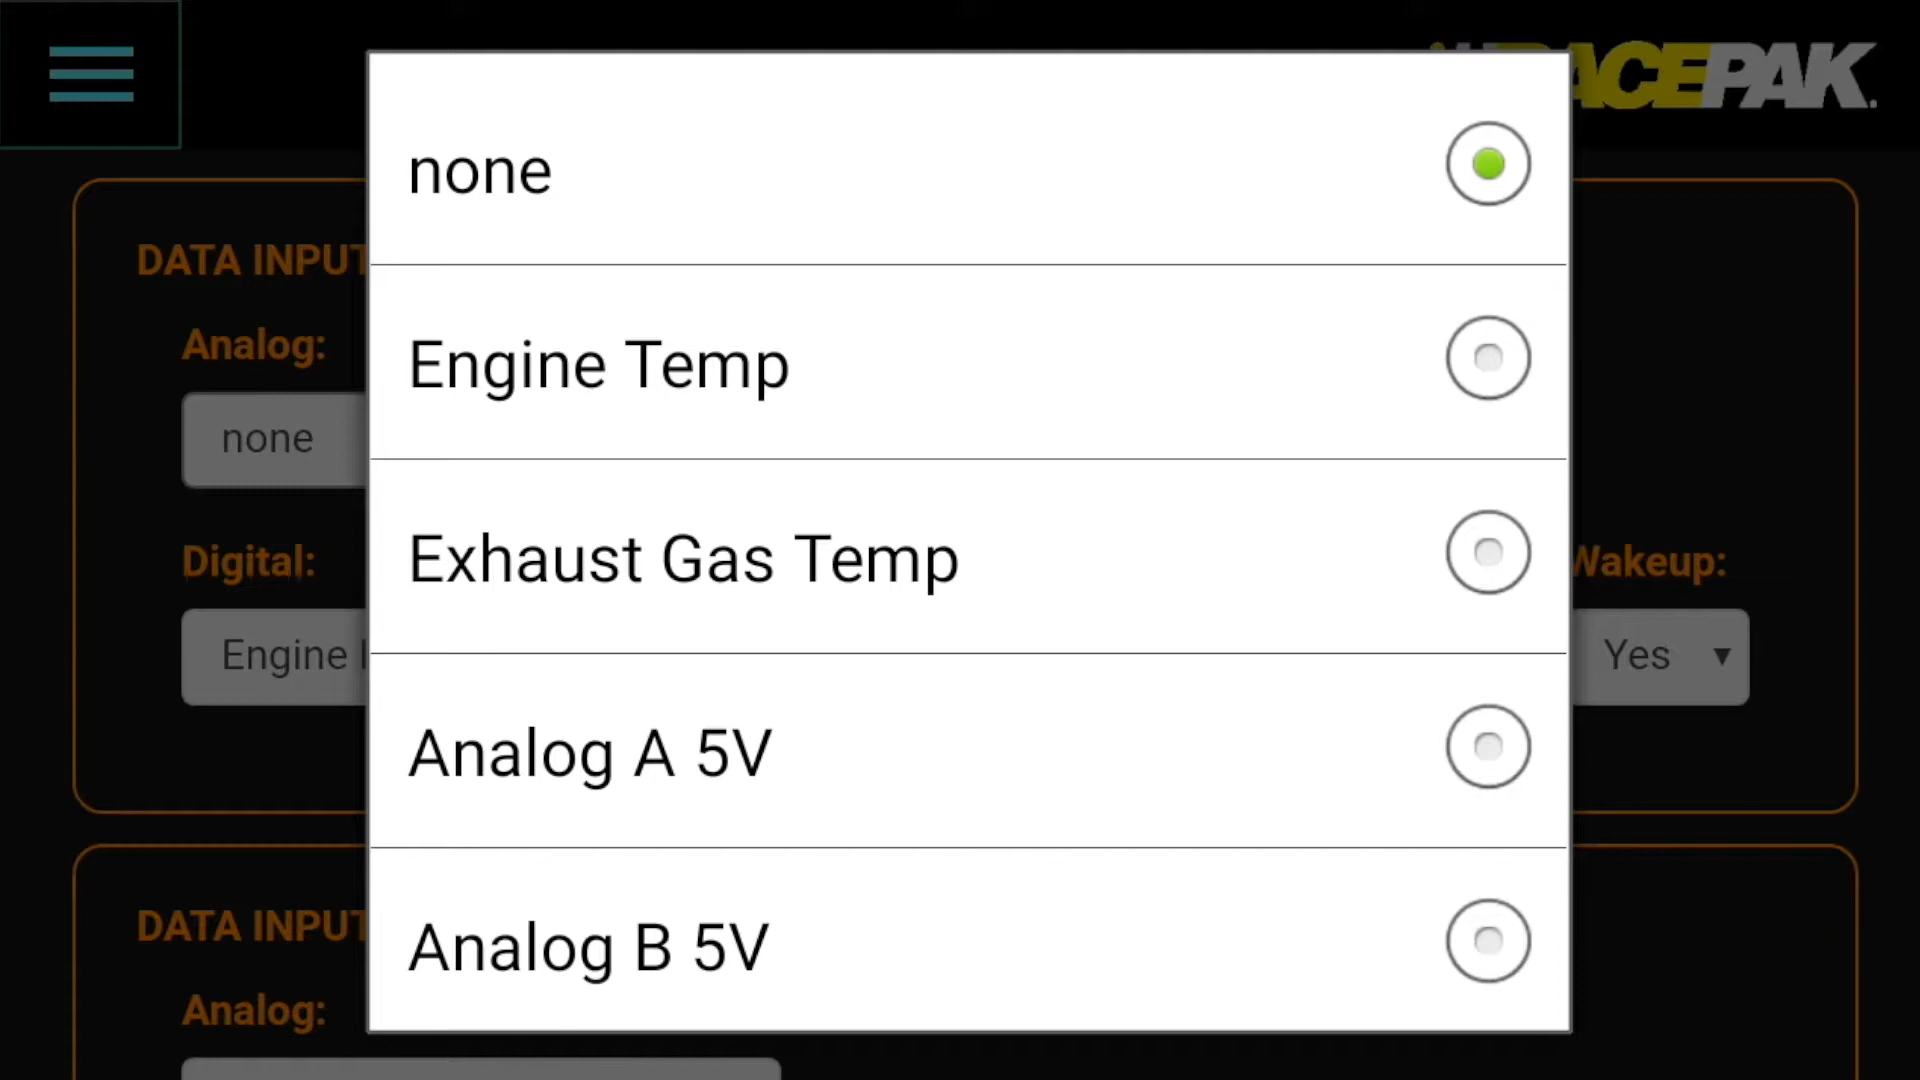 ACEPAK.
none
DATA INPUT
Engine Temp
Analog:
none
Exhaust Gas Temp
Digital:
Wakeup:
Engine
Yes
Analog A 5V
DATA INPUT
Analog B 5V
Analog: